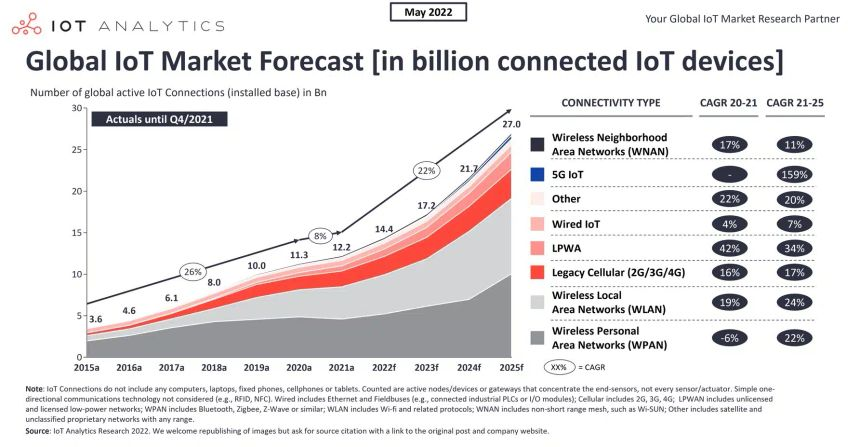 May 2022
IOT ANALYTICS
Your Global IoT Market Research Partner
Global IoT Market Forecast [in billion connected IoT devices]
Number of global active IoT Connections (installed base) in Bn
Actuals until Q4/2021
30
25
20
15
10
5
0
3.6
4.6
6.1
8.0
10.0
11.3
12.2
14.4
17.2
21.7
27.0
26%
8%
22%
2015a 2016a 2017a 2018a 2019a 2020a 2021a 2022f 2023f 2024f 2025f
CONNECTIVITY TYPE CAGR 20-21 CAGR 21-25
Wireless Neighborhood
Area Networks (WNAN) 17% 11%
5G IoT - 159%
Other 22% 20%
Wired IoT 4% 7%
LPWA 42% 34%
Legacy Cellular (2G/3G/4G) 16% 17%
Wireless Local
Area Networks (WLAN) 19% 24%
Wireless Personal
Area Networks (WPAN) -6% 22%
XX% = CAGR
Note: IoT Connections do not include any computers, laptops, fixed phones, cellphones or tablets. Counted are active nodes/devices or gateways that concentrate the end-sensors, not every sensor/actuator. Simple one-
directional communications technology not considered (e.g., RFID, NFC). Wired includes Ethernet and Fieldbuses (e.g., connected industrial PLCs or I/O modules); Cellular includes 2G, 3G, 4G; LPWAN includes unlicensed
and licensed low-power networks; WPAN includes Bluetooth, Zigbee, Z-Wave or similar; WLAN includes Wi-fi and related protocols; WNAN includes non-short range mesh, such as Wi-SUN; Other includes satellite and
unclassified proprietary networks with any range.
Source: IoT Analytics Research 2022. We welcome republishing of images but ask for source citation with a link to the original post and company website.